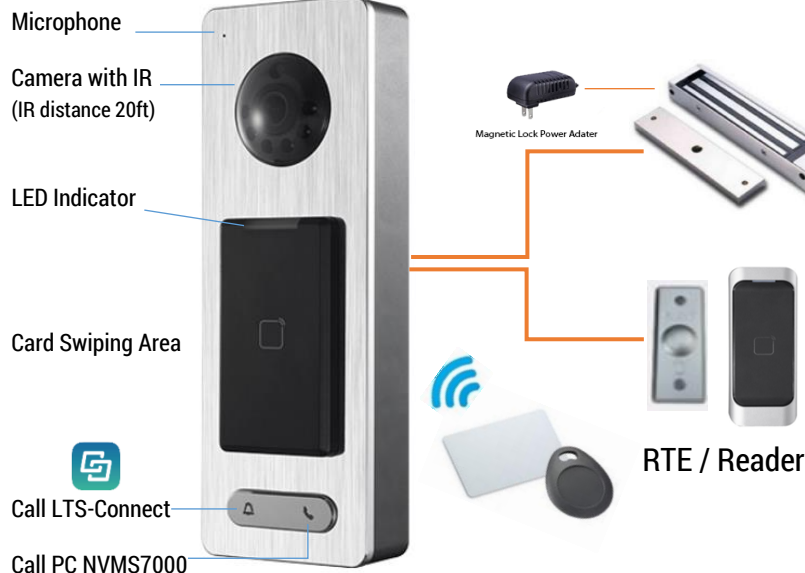 Microphone
Camera with IR
(IR distance 20ft)
Magnetic Lock Power Adater
LED Indicator
Card Swiping Area
RTE / Reader
Call LTS-Connect
Call PC NVMS7000